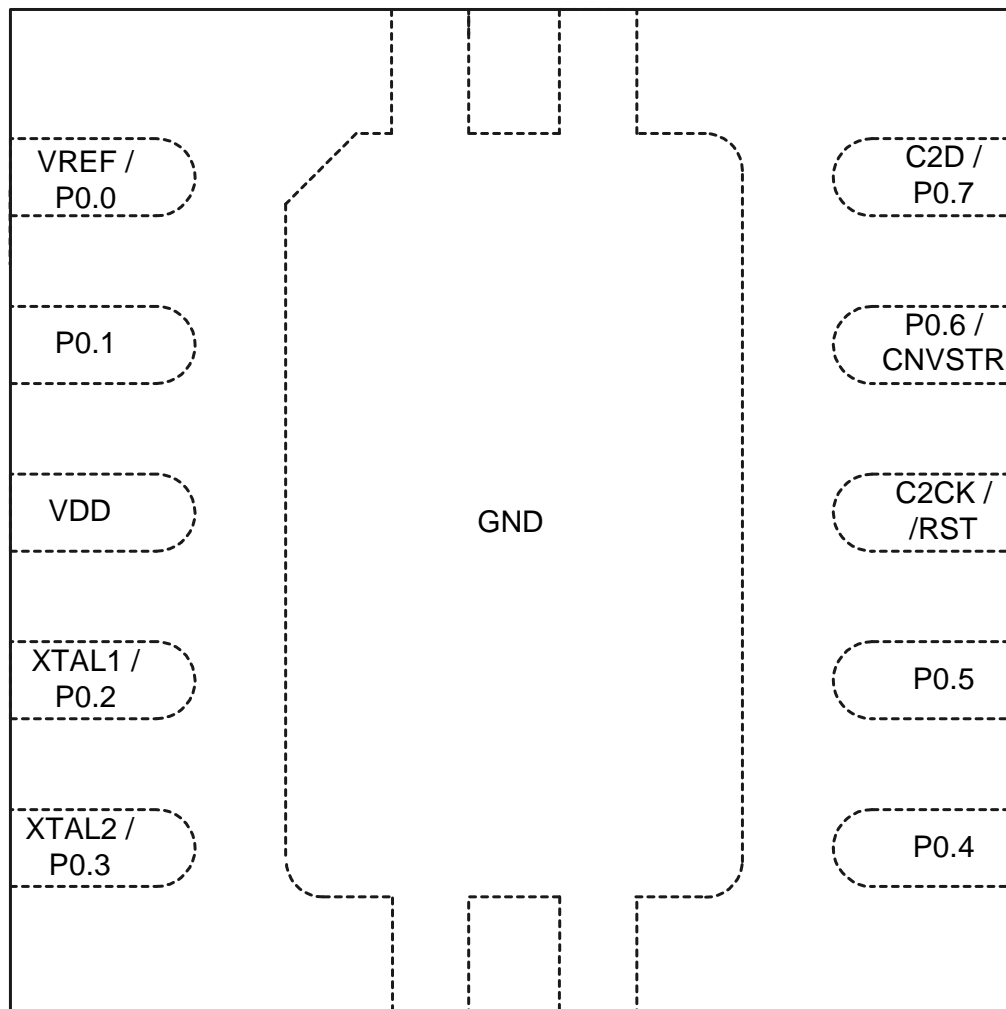 VREF /
P0.0
P0.1
VDD
XTAL1 /
P0.2
XTAL2 /
P0.3
GND
C2D /
P0.7
P0.6 /
CNVSTR
C2CK /
/RST
P0.5
P0.4